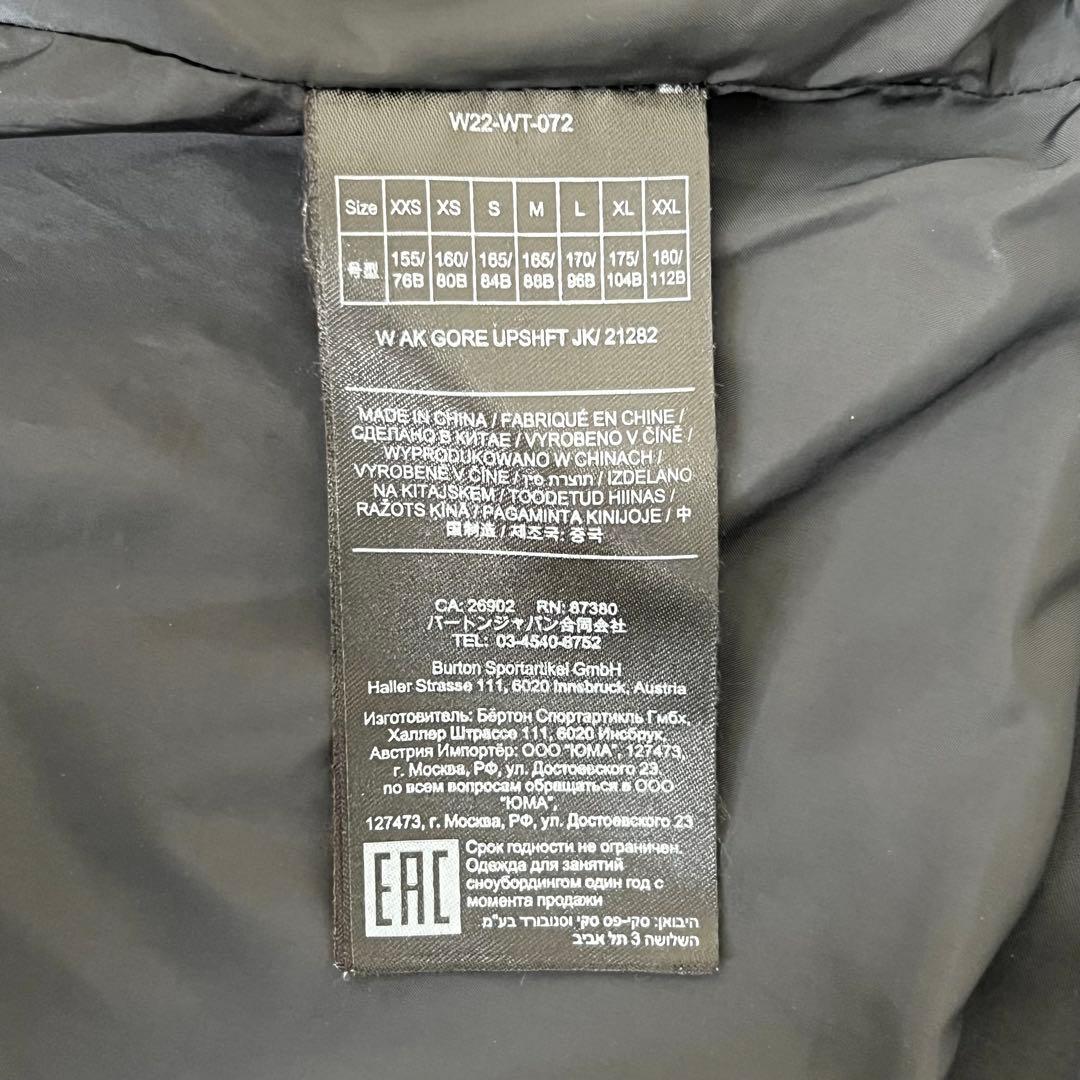 W22-WT-072
Size XXS XS S M L XL XXL
号型 155/76B 160/80B 165/84B 165/88B 170/96B 175/104B 180/112B
W AK GORE UPSHFT JK/ 21282
MADE IN CHINA / FABRIQUÉ EN CHINE /
СДЕЛАНО В КИТАЕ / VYROBENO V ČÍNĚ /
WYPRODUKOWANO W CHINACH /
VYROBENÉ V ČÍNE / תוצרת סין / IZDELANO
NA KITAJSKEM / TOODETUD HIINAS /
RAŽOTS ĶĪNĀ / PAGAMINTA KINIJOJE / 中
国制造 / 제조국: 중국
CA: 26902 RN: 87380
バートンジャパン合同会社
TEL: 03-4540-8752
Burton Sportartikel GmbH
Haller Strasse 111, 6020 Innsbruck, Austria
Изготовитель: Бёртон Спортартикль Гмбх,
Халлер Штрассе 111, 6020 Инсбрук,
Австрия Импортёр: ООО "ЮМА", 127473,
г. Москва, РФ, ул. Достоевского 23
по всем вопросам обращаться в ООО
"ЮМА",
127473, г. Москва, РФ, ул. Достоевского 23
EAC
Срок годности не ограничен.
Одежда для занятий
сноубордингом один год с
момента продажи
היבואן: סקי-פס סקי וסנובורד בע"מ
השלושה 3 תל אביב